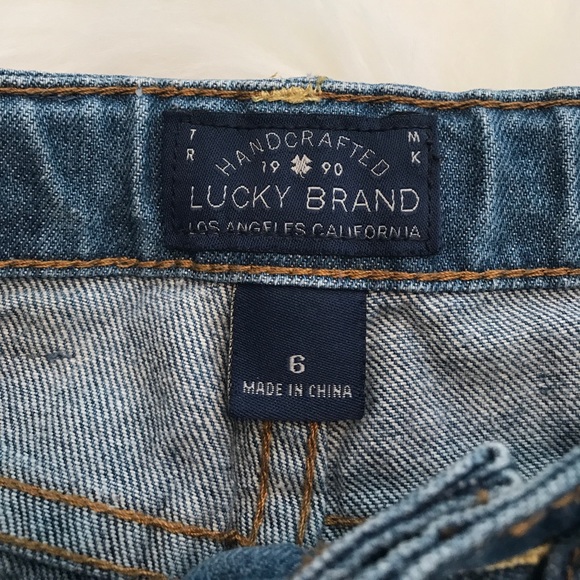 TR MK
HANDCRAFTED
19 90
LUCKY BRAND
LOS ANGELES CALIFORNIA
6
MADE IN CHINA